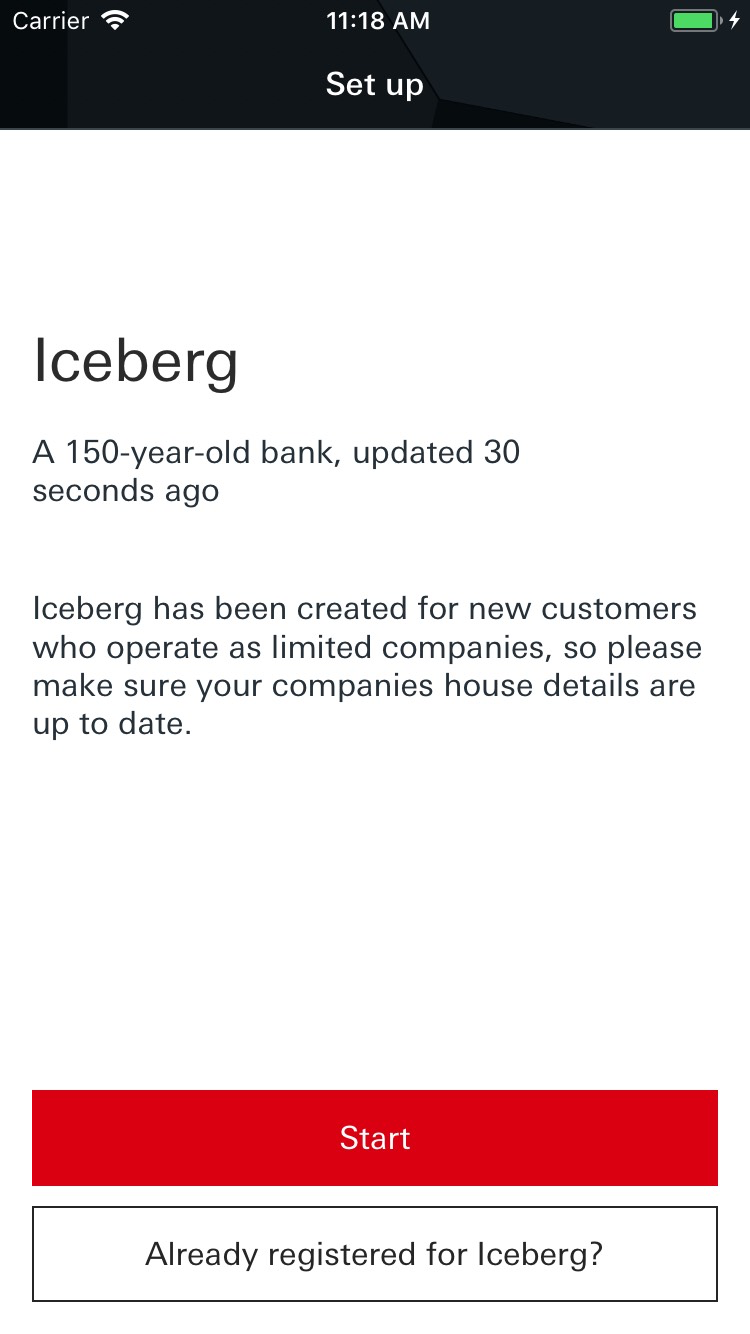 Carrier 11:18 AM
Set up
Iceberg
A 150-year-old bank, updated 30
seconds ago
Iceberg has been created for new customers
who operate as limited companies, so please
make sure your companies house details are
up to date.
Start
Already registered for Iceberg?